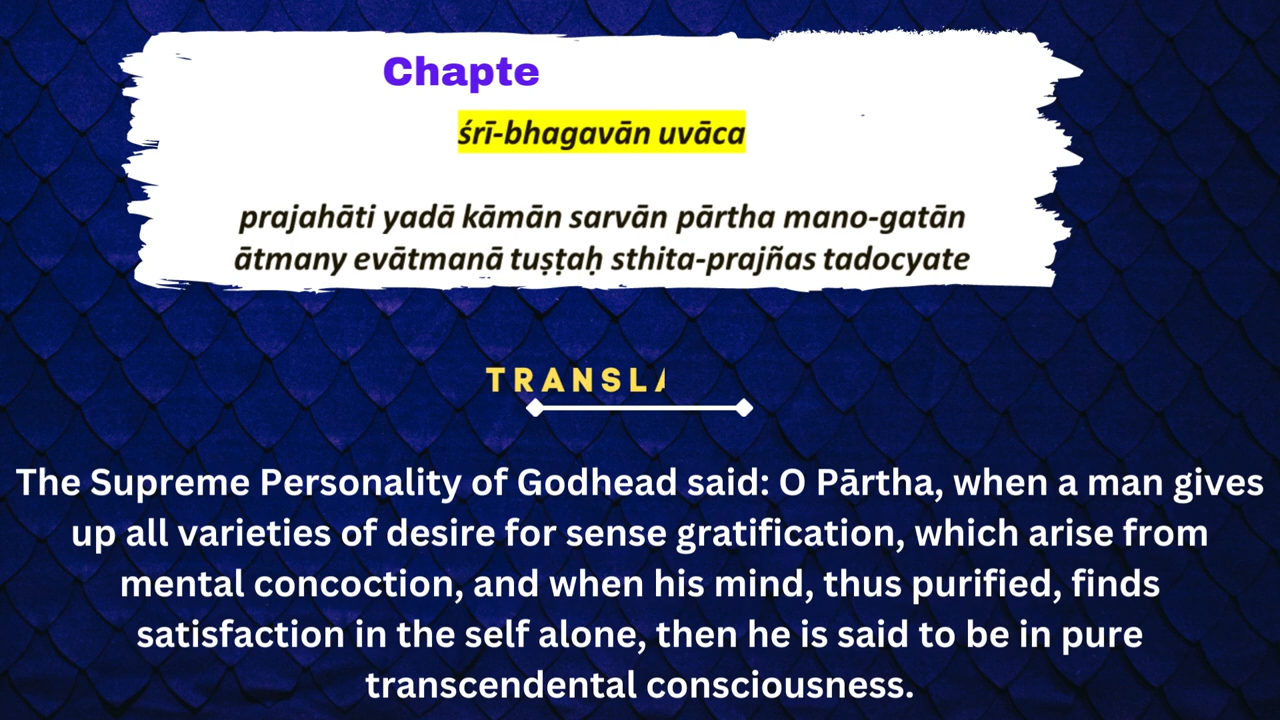 Chapte
śrī-bhagavān uvāca
prajahāti yadā kāmān sarvān pārtha mano-gatān
ātmany evātmanā tuṣṭaḥ sthita-prajñas tadocyate
TRANSLA
The Supreme Personality of Godhead said: O Pārtha, when a man gives
up all varieties of desire for sense gratification, which arise from
mental concoction, and when his mind, thus purified, finds
satisfaction in the self alone, then he is said to be in pure
transcendental consciousness.